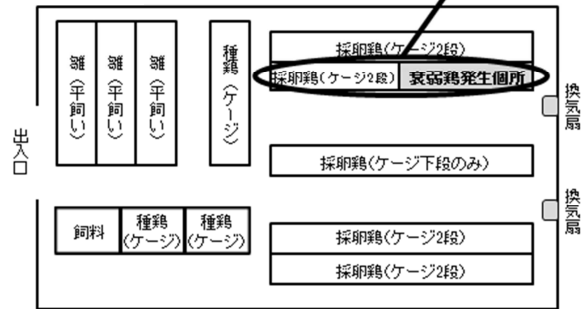 採卵鶏(ケージ2段)
採卵鶏(ケージ2段)
衰弱鶏発生個所
雛(平飼い)
雛(平飼い)
雛(平飼い)
種鶏(ケージ)
換気扇
出入口
採卵鶏(ケージ下段のみ)
換気扇
飼料
種鶏
(ケージ)
種鶏
(ケージ)
採卵鶏(ケージ2段)
採卵鶏(ケージ2段)